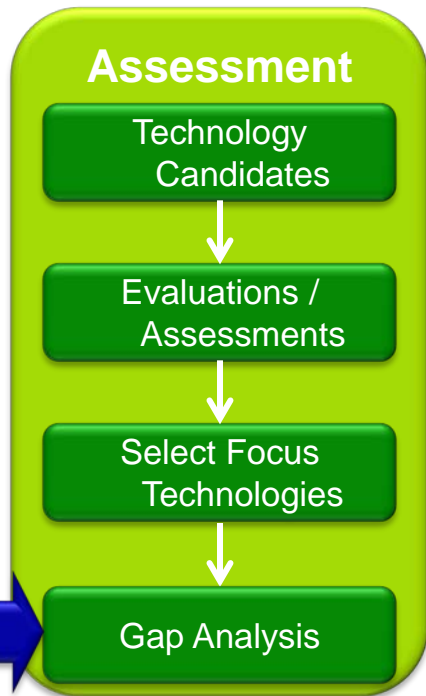 Assessment
Technology
Candidates
Evaluations /
Assessments
Select Focus
Technologies
Gap Analysis